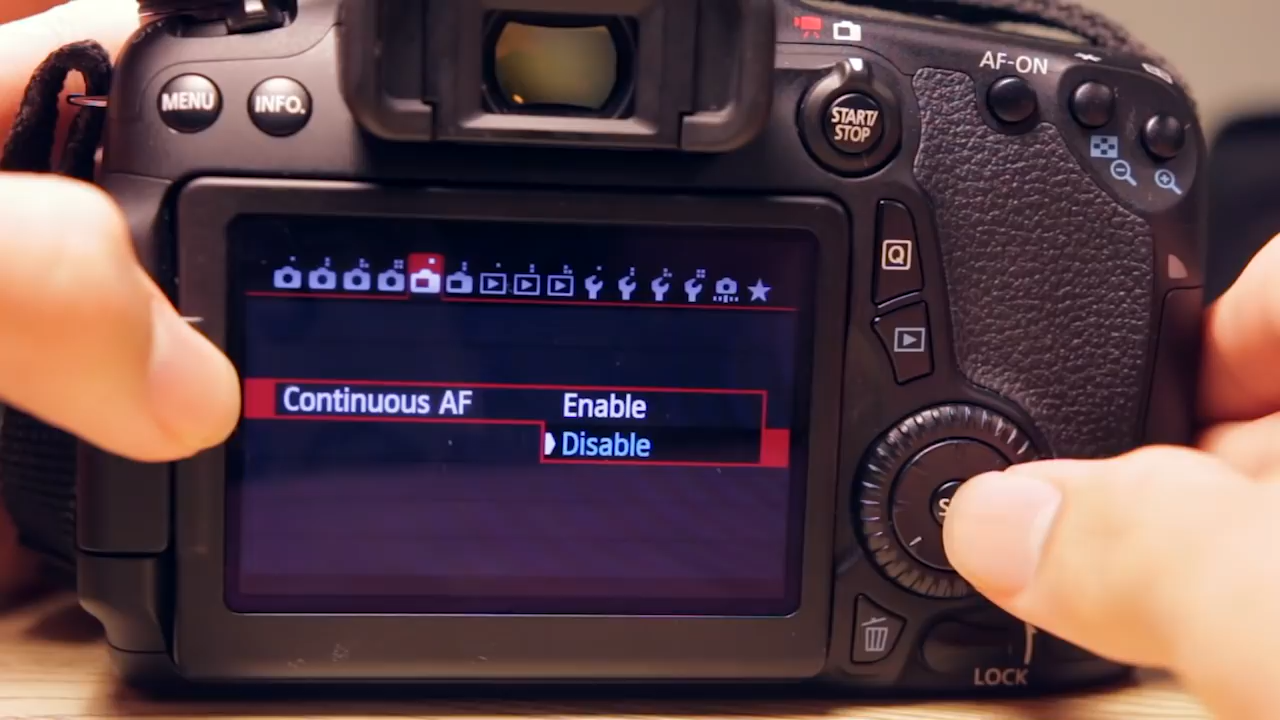 MENU
INFO.
START/
STOP
AF-ON
Q
Continuous AF
Enable
Disable
LOCK